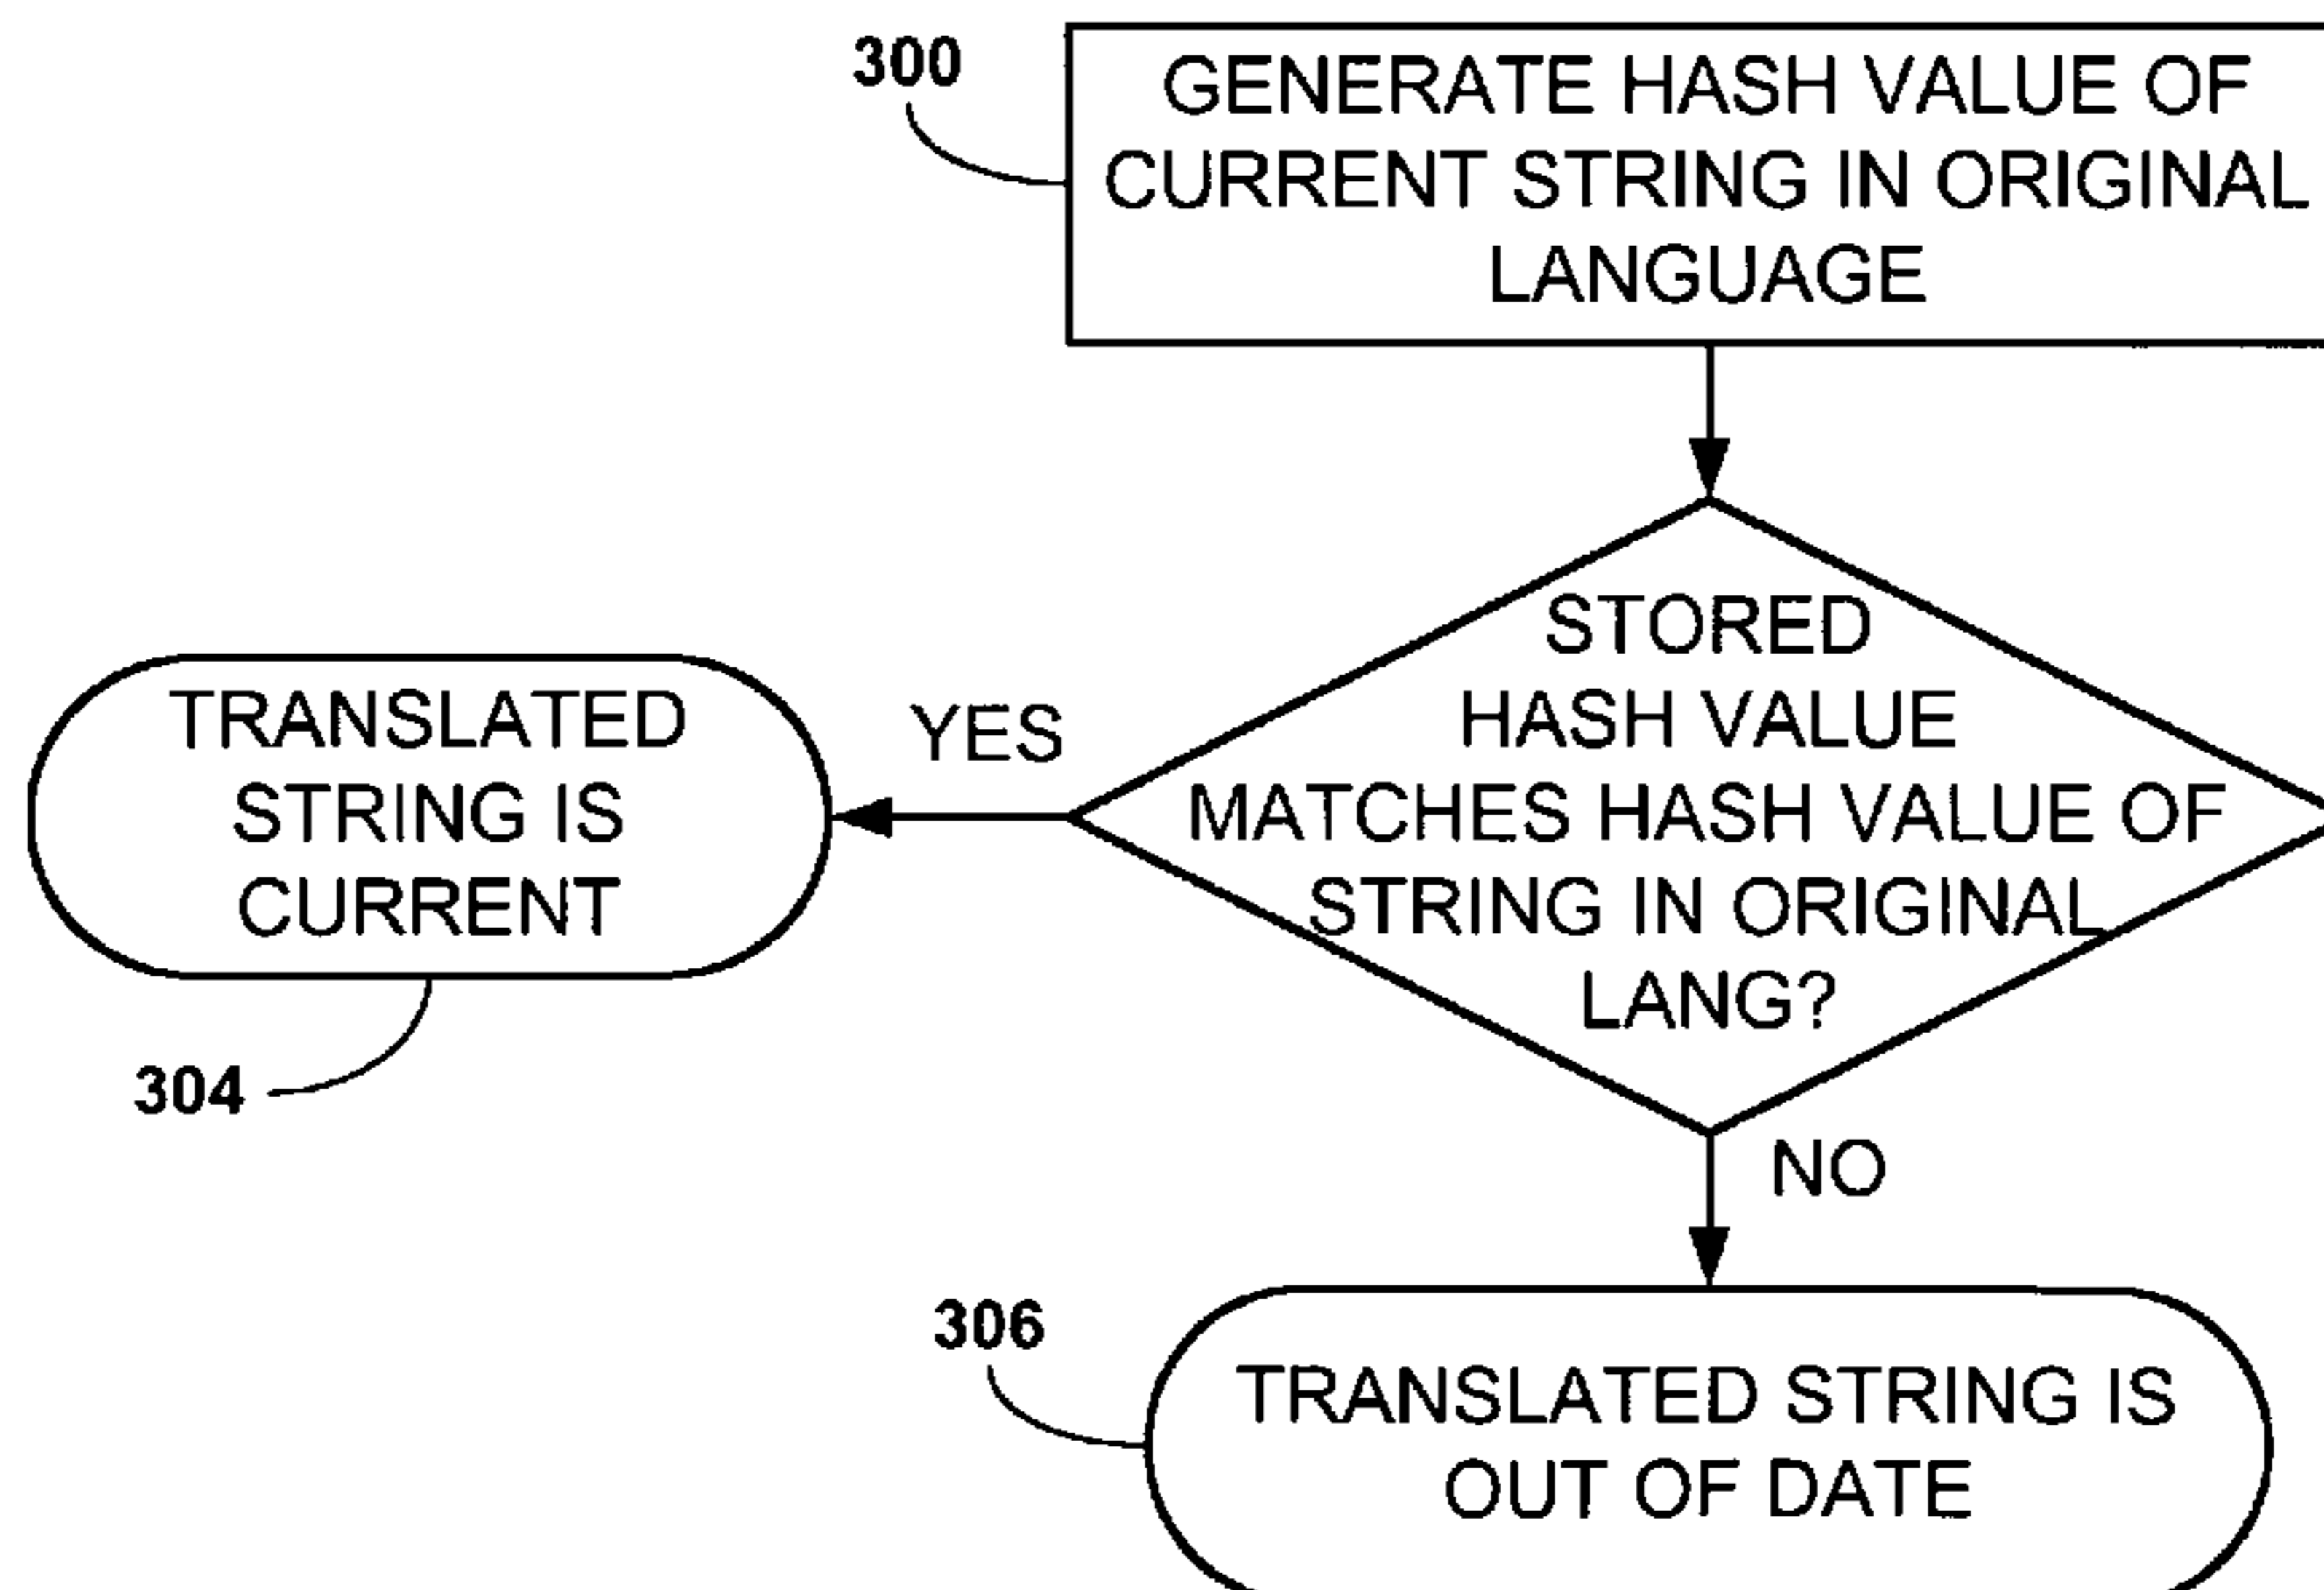 300
GENERATE HASH VALUE OF
CURRENT STRING IN ORIGINAL
LANGUAGE
STORED
HASH VALUE
MATCHES HASH VALUE OF
STRING IN ORIGINAL
LANG?
YES
TRANSLATED
STRING IS
CURRENT
304
NO
306
TRANSLATED STRING IS
OUT OF DATE